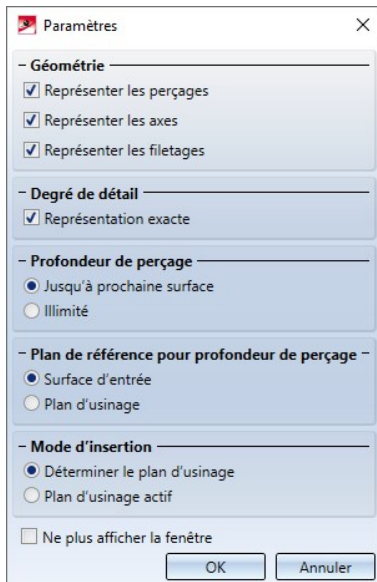 Paramètres
Géométrie
Représenter les perçages
Représenter les axes
Représenter les filetages
Degré de détail
Représentation exacte
Profondeur de perçage
Jusqu'à prochaine surface
Illimité
Plan de référence pour profondeur de perçage
Surface d'entrée
Plan d'usinage
Mode d'insertion
Déterminer le plan d'usinage
Plan d'usinage actif
Ne plus afficher la fenêtre
OK Annuler